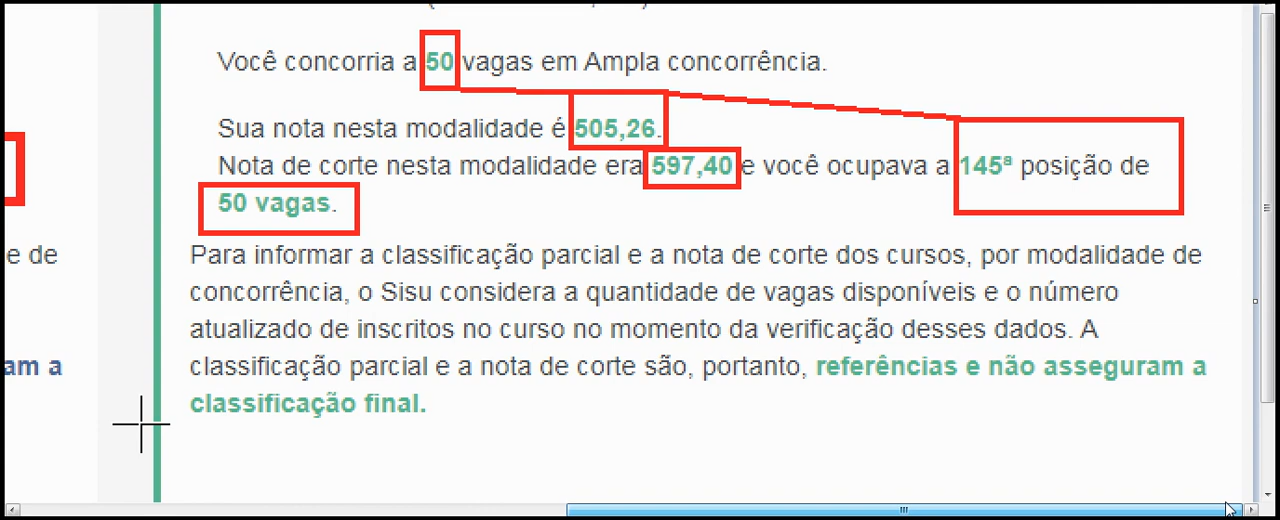 Você concorria a 50 vagas em Ampla concorrência.
Sua nota nesta modalidade é 505,26.
Nota de corte nesta modalidade era 597,40 e você ocupava a 145ª posição de
50 vagas.
e de
Para informar a classificação parcial e a nota de corte dos cursos, por modalidade de
concorrência, o Sisu considera a quantidade de vagas disponíveis e o número
atualizado de inscritos no curso no momento da verificação desses dados. A
am a
classificação parcial e a nota de corte são, portanto, referências e não asseguram a
classificação final.